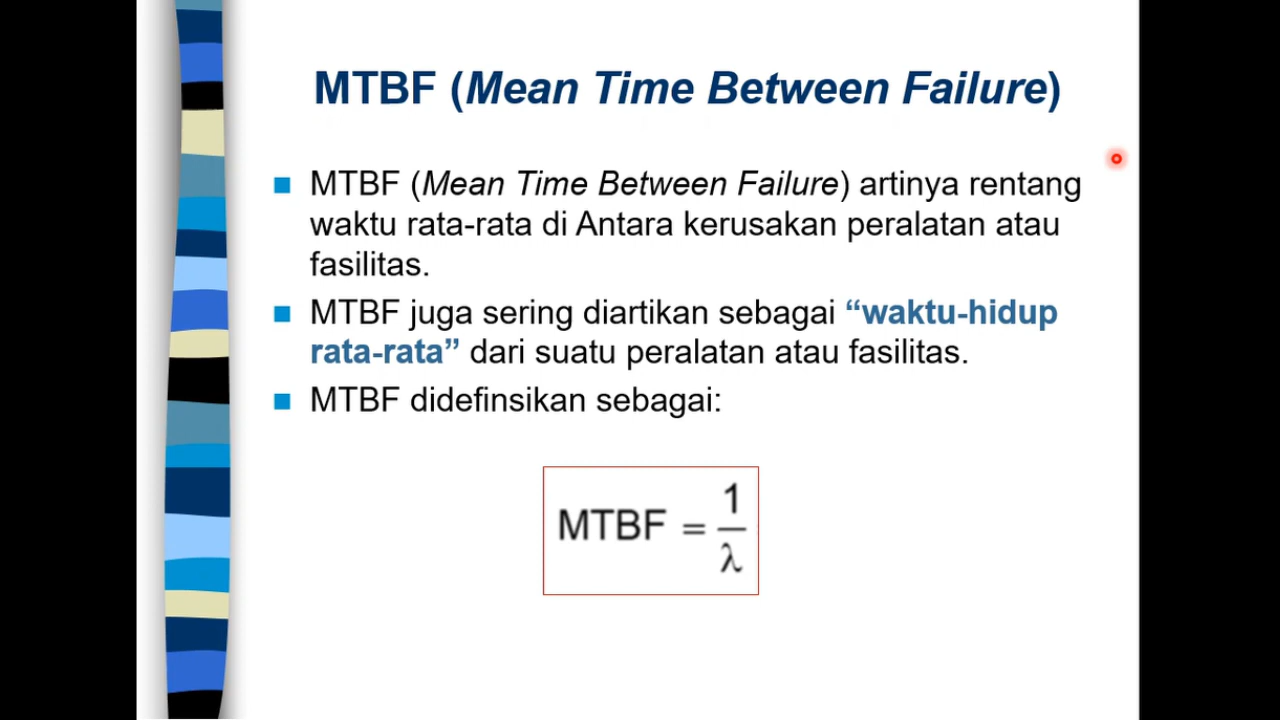 MTBF (Mean Time Between Failure)
MTBF (Mean Time Between Failure) artinya rentang
waktu rata-rata di Antara kerusakan peralatan atau
fasilitas.
MTBF juga sering diartikan sebagai “waktu-hidup
rata-rata” dari suatu peralatan atau fasilitas.
MTBF didefinsikan sebagai:
MTBF = 1/λ